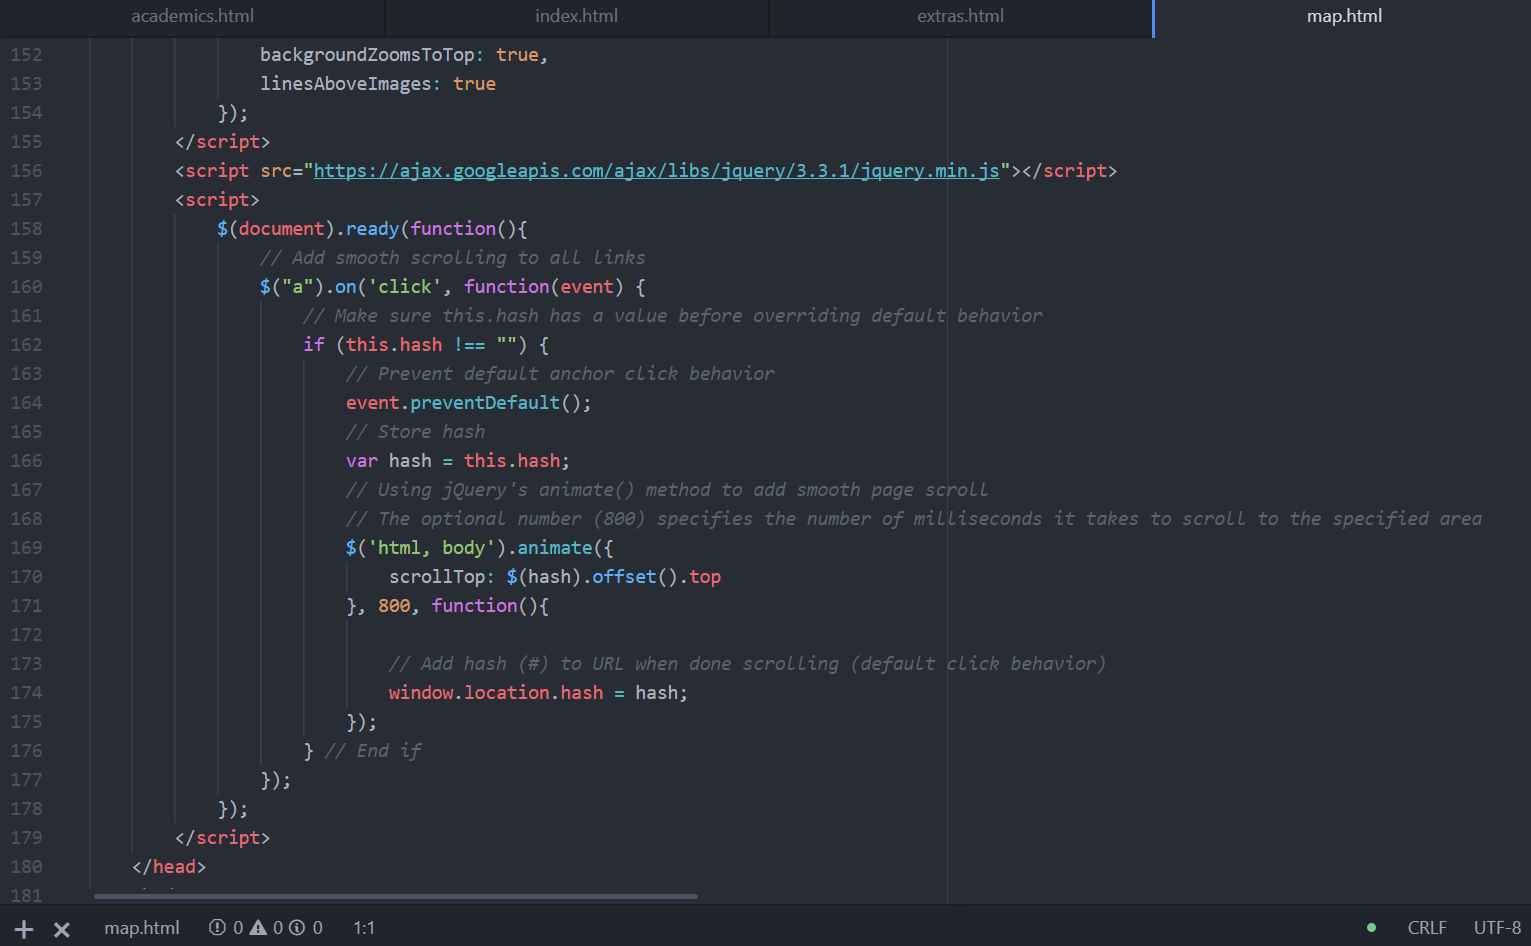 academics.html index.html extras.html map.html
152 backgroundZoomsToTop: true,
153 linesAboveImages: true
154 });
155 </script>
156 <script src="https://ajax.googleapis.com/ajax/libs/jquery/3.3.1/jquery.min.js"></script>
157 <script>
158 $(document).ready(function(){
159 // Add smooth scrolling to all links
160 $("a").on('click', function(event) {
161 // Make sure this.hash has a value before overriding default behavior
162 if (this.hash !== "") {
163 // Prevent default anchor click behavior
164 event.preventDefault();
165 // Store hash
166 var hash = this.hash;
167 // Using jQuery's animate() method to add smooth page scroll
168 // The optional number (800) specifies the number of milliseconds it takes to scroll to the specified area
169 $('html, body').animate({
170 scrollTop: $(hash).offset().top
171 }, 800, function(){
172
173 // Add hash (#) to URL when done scrolling (default click behavior)
174 window.location.hash = hash;
175 });
176 } // End if
177 });
178 });
179 </script>
180 </head>
181
map.html 0 0 0 1:1 CRLF UTF-8